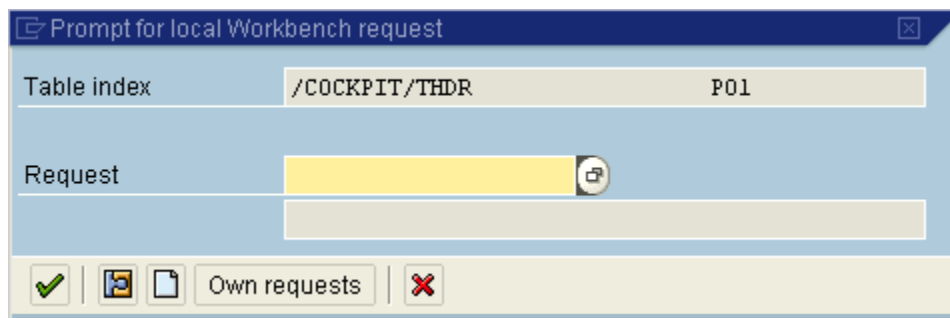 Prompt for local Workbench request
Table index /COCKPIT/THDR P01
Request
Own requests